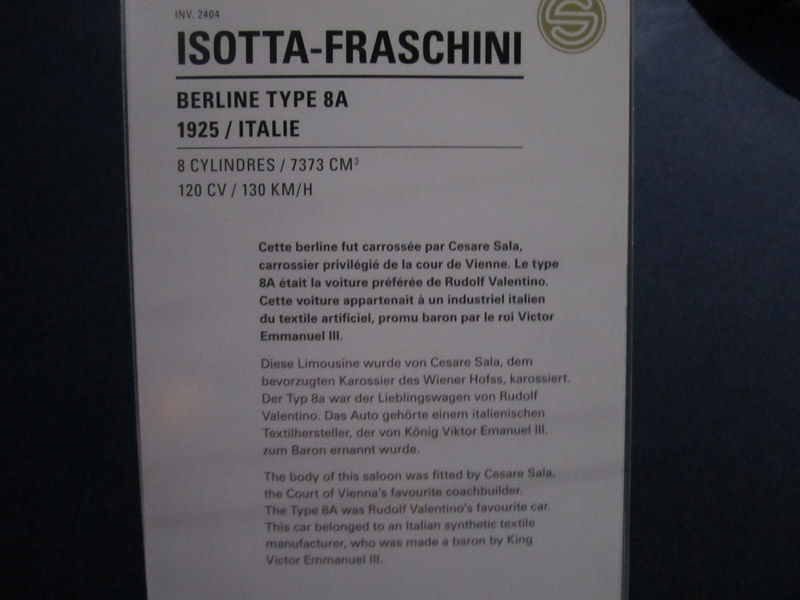 INV. 2404
S
ISOTTA-FRASCHINI
BERLINE TYPE 8A
1925 / ITALIE
8 CYLINDRES / 7373 CM³
120 CV / 130 KM/H
Cette berline fut carrossée par Cesare Sala,
carrossier privilégié de la cour de Vienne. Le type
8A était la voiture préférée de Rudolf Valentino.
Cette voiture appartenait à un industriel italien
du textile artificiel, promu baron par le roi Victor
Emmanuel III.
Diese Limousine wurde von Cesare Sala, dem
bevorzugten Karossier des Wiener Hofss, karossiert.
Der Typ 8a war der Lieblingswagen von Rudolf
Valentino. Das Auto gehörte einem italienischen
Textilhersteller, der von König Viktor Emanuel III.
zum Baron ernannt wurde.
The body of this saloon was fitted by Cesare Sala,
the Court of Vienna's favourite coachbuilder.
The Type 8A was Rudolf Valentino's favourite car.
This car belonged to an Italian synthetic textile
manufacturer, who was made a baron by King
Victor Emmanuel III.